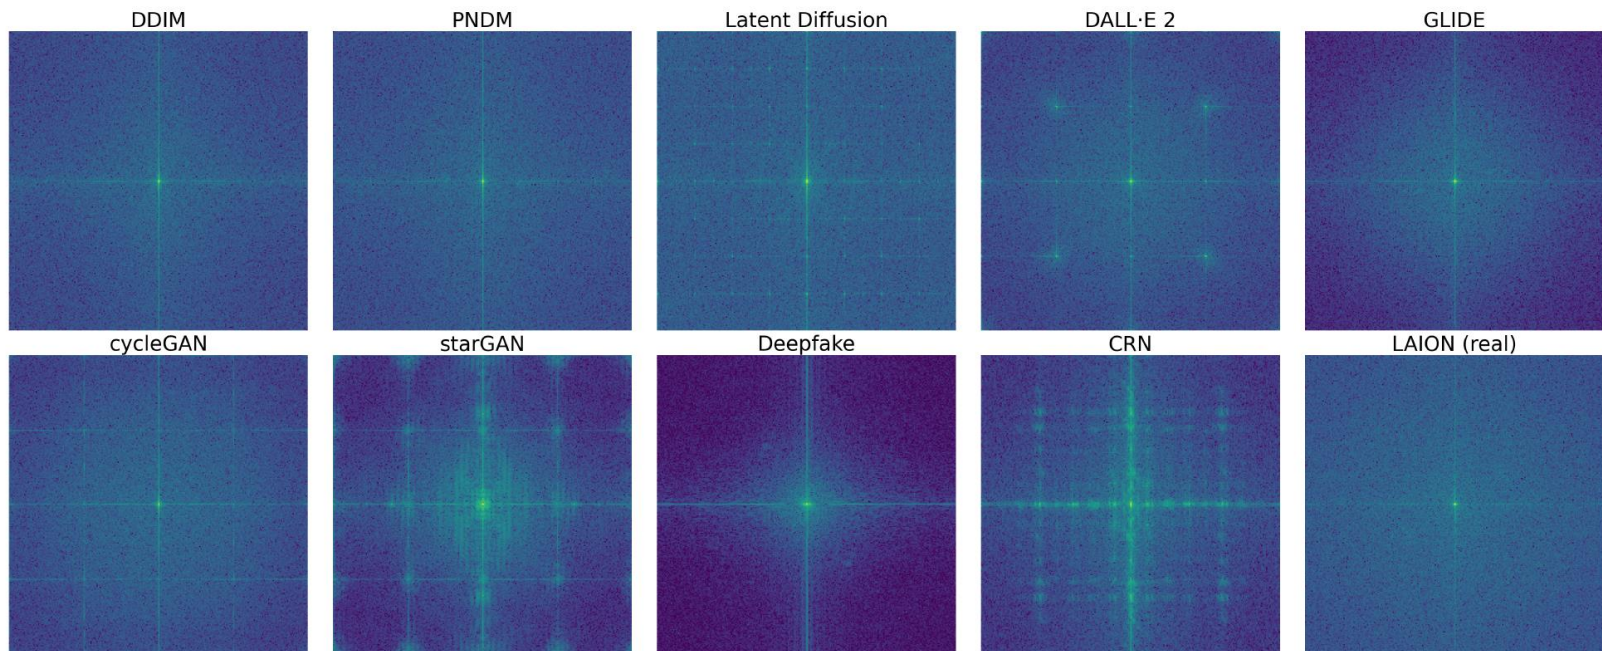 DDIM
PNDM
Latent Diffusion
DALL·E 2
GLIDE
cycleGAN
starGAN
Deepfake
CRN
LAION (real)